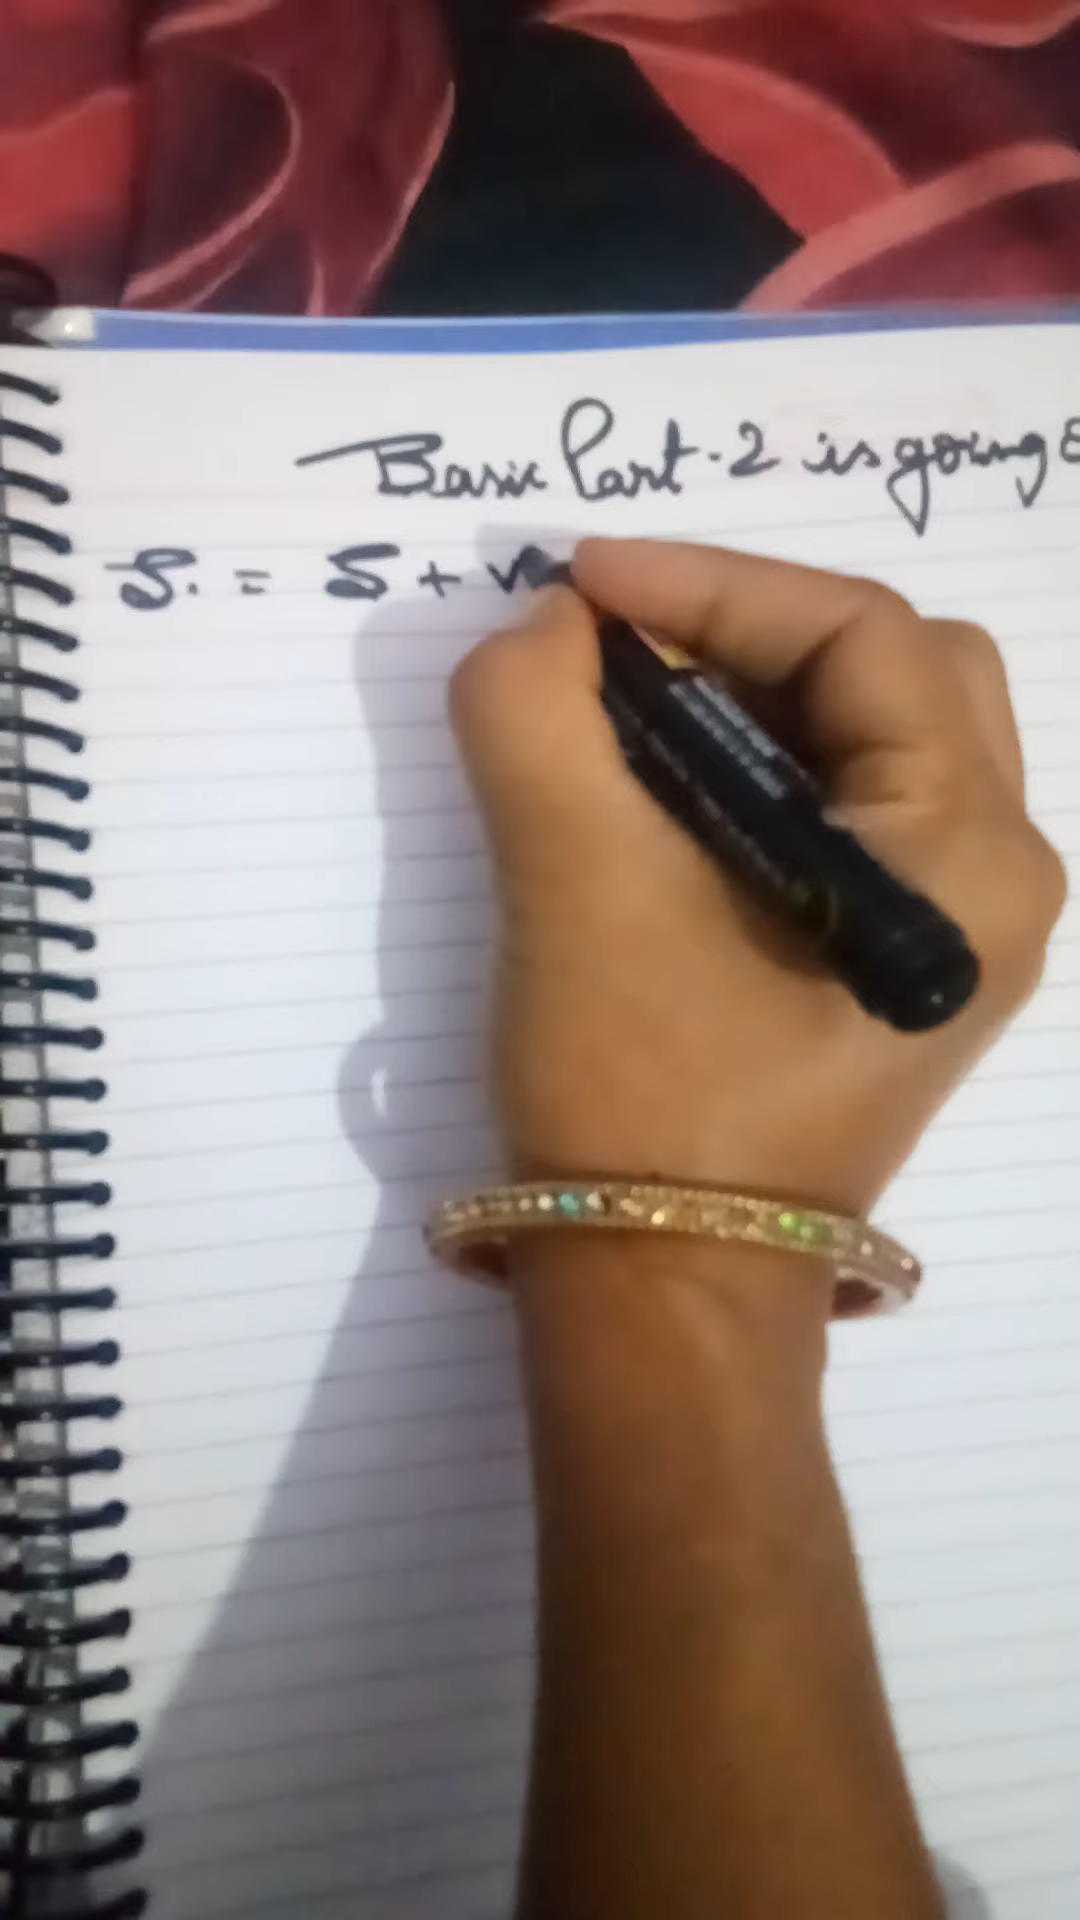 Basic Part-2 is going
S. = S +